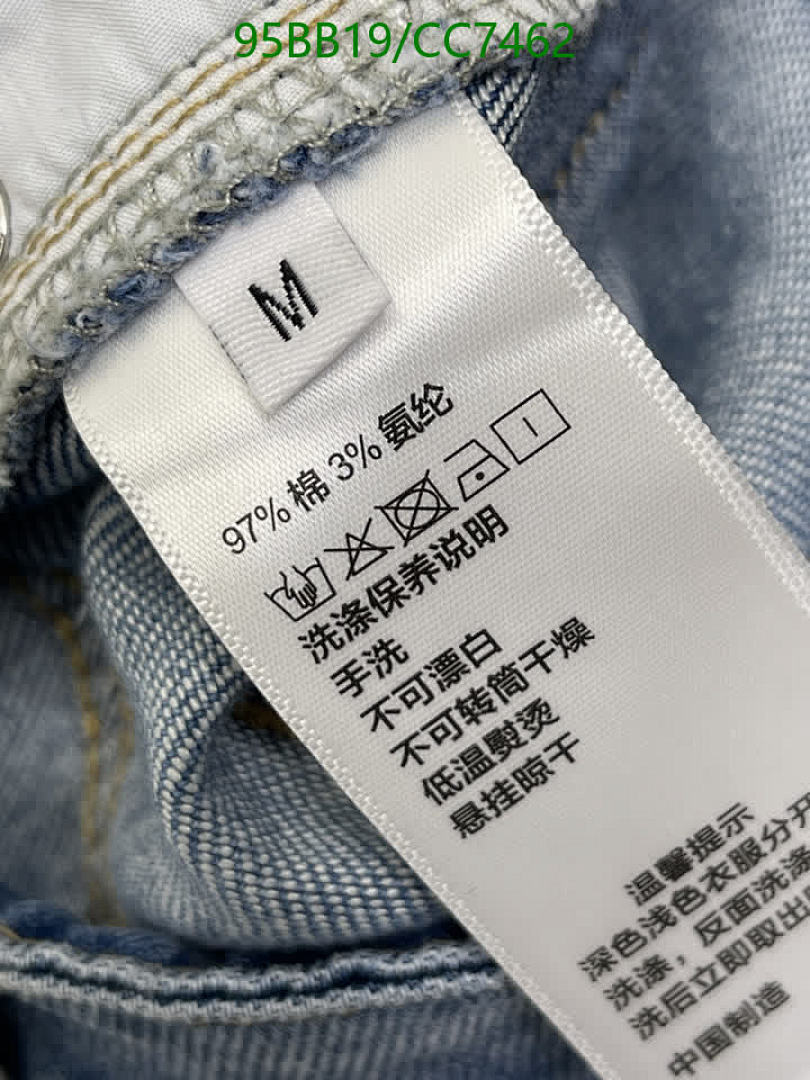 95BB19/CC7462
M
97% 棉 3% 氨纶
洗涤保养说明
手洗
不可漂白
不可转筒干燥
低温熨烫
悬挂晾干
温馨提示
深色浅色衣服分开
洗涤，反面洗涤
洗后立即取出
中国制造